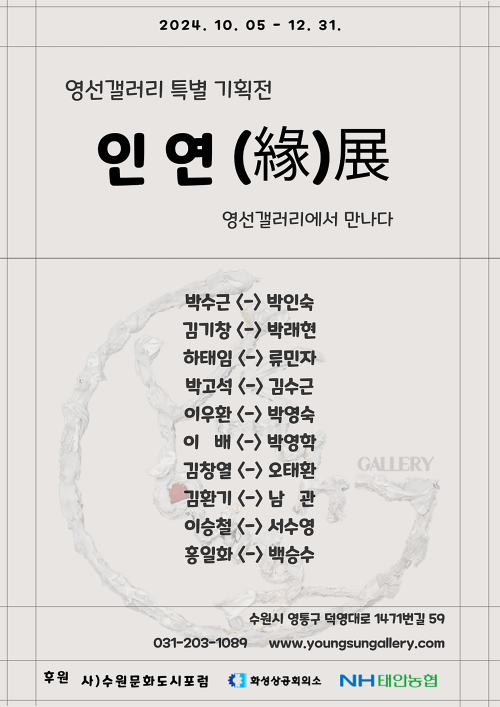 2024. 10. 05 - 12. 31.
영선갤러리 특별 기획전
인 연 (緣)展
영선갤러리에서 만나다
박수근 <-> 박인숙
김기창 <-> 박래현
하태임 <-> 류민자
박고석 <-> 김수근
이우환 <-> 박영숙
이 배 <-> 박영학
김창열 <-> 오태환
GALLERY
김환기 <-> 남 관
이승철 <-> 서수영
홍일화 <-> 백승수
수원시 영통구 덕영대로 1471번길 59
031-203-1089 www.youngsungallery.com
후원 사)수원문화도시포럼 화성상공회의소 NH태안농협